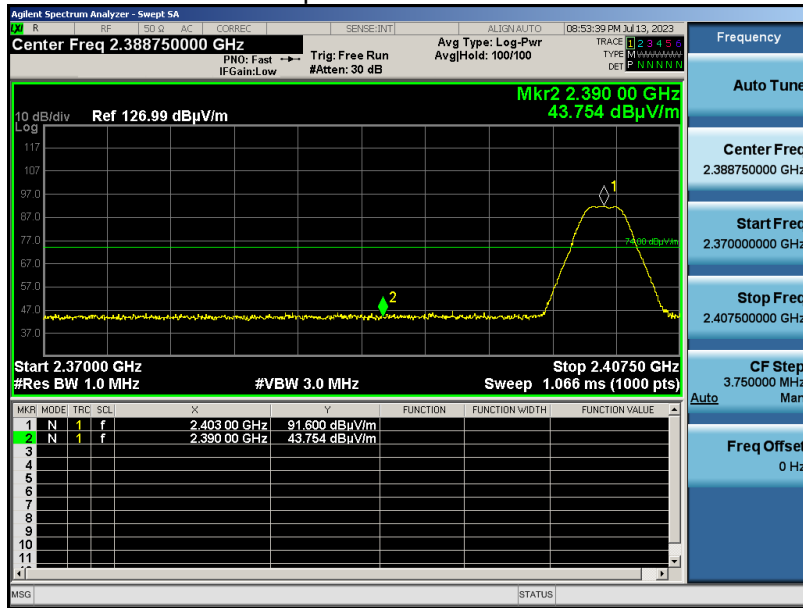 Agilent Spectrum Analyzer - Swept SA
LXI R RF 50 Ω AC CORREC SENSE:INT ALIGN AUTO 08:53:39 PM Jul 13, 2023
Center Freq 2.388750000 GHz
PNO: Fast
IFGain:Low
Trig: Free Run
#Atten: 30 dB
Avg Type: Log-Pwr
Avg|Hold: 100/100
TRACE 1 2 3 4 5 6
TYPE M
DET P N N N N N
Mkr2 2.390 00 GHz
43.754 dBµV/m
10 dB/div Ref 126.99 dBµV/m
Log
117
107
97.0
87.0
77.0
67.0
57.0
47.0
37.0
1
74.00 dBµV/m
2
Start 2.37000 GHz Stop 2.40750 GHz
#Res BW 1.0 MHz #VBW 3.0 MHz Sweep 1.066 ms (1000 pts)
MKR MODE TRC SCL X Y FUNCTION FUNCTION WIDTH FUNCTION VALUE
1 N 1 f 2.403 00 GHz 91.600 dBµV/m
2 N 1 f 2.390 00 GHz 43.754 dBµV/m
3
4
5
6
7
8
9
10
11
MSG STATUS
Frequency
Auto Tune
Center Freq
2.388750000 GHz
Start Freq
2.370000000 GHz
Stop Freq
2.407500000 GHz
CF Step
3.750000 MHz
Auto Man
Freq Offset
0 Hz